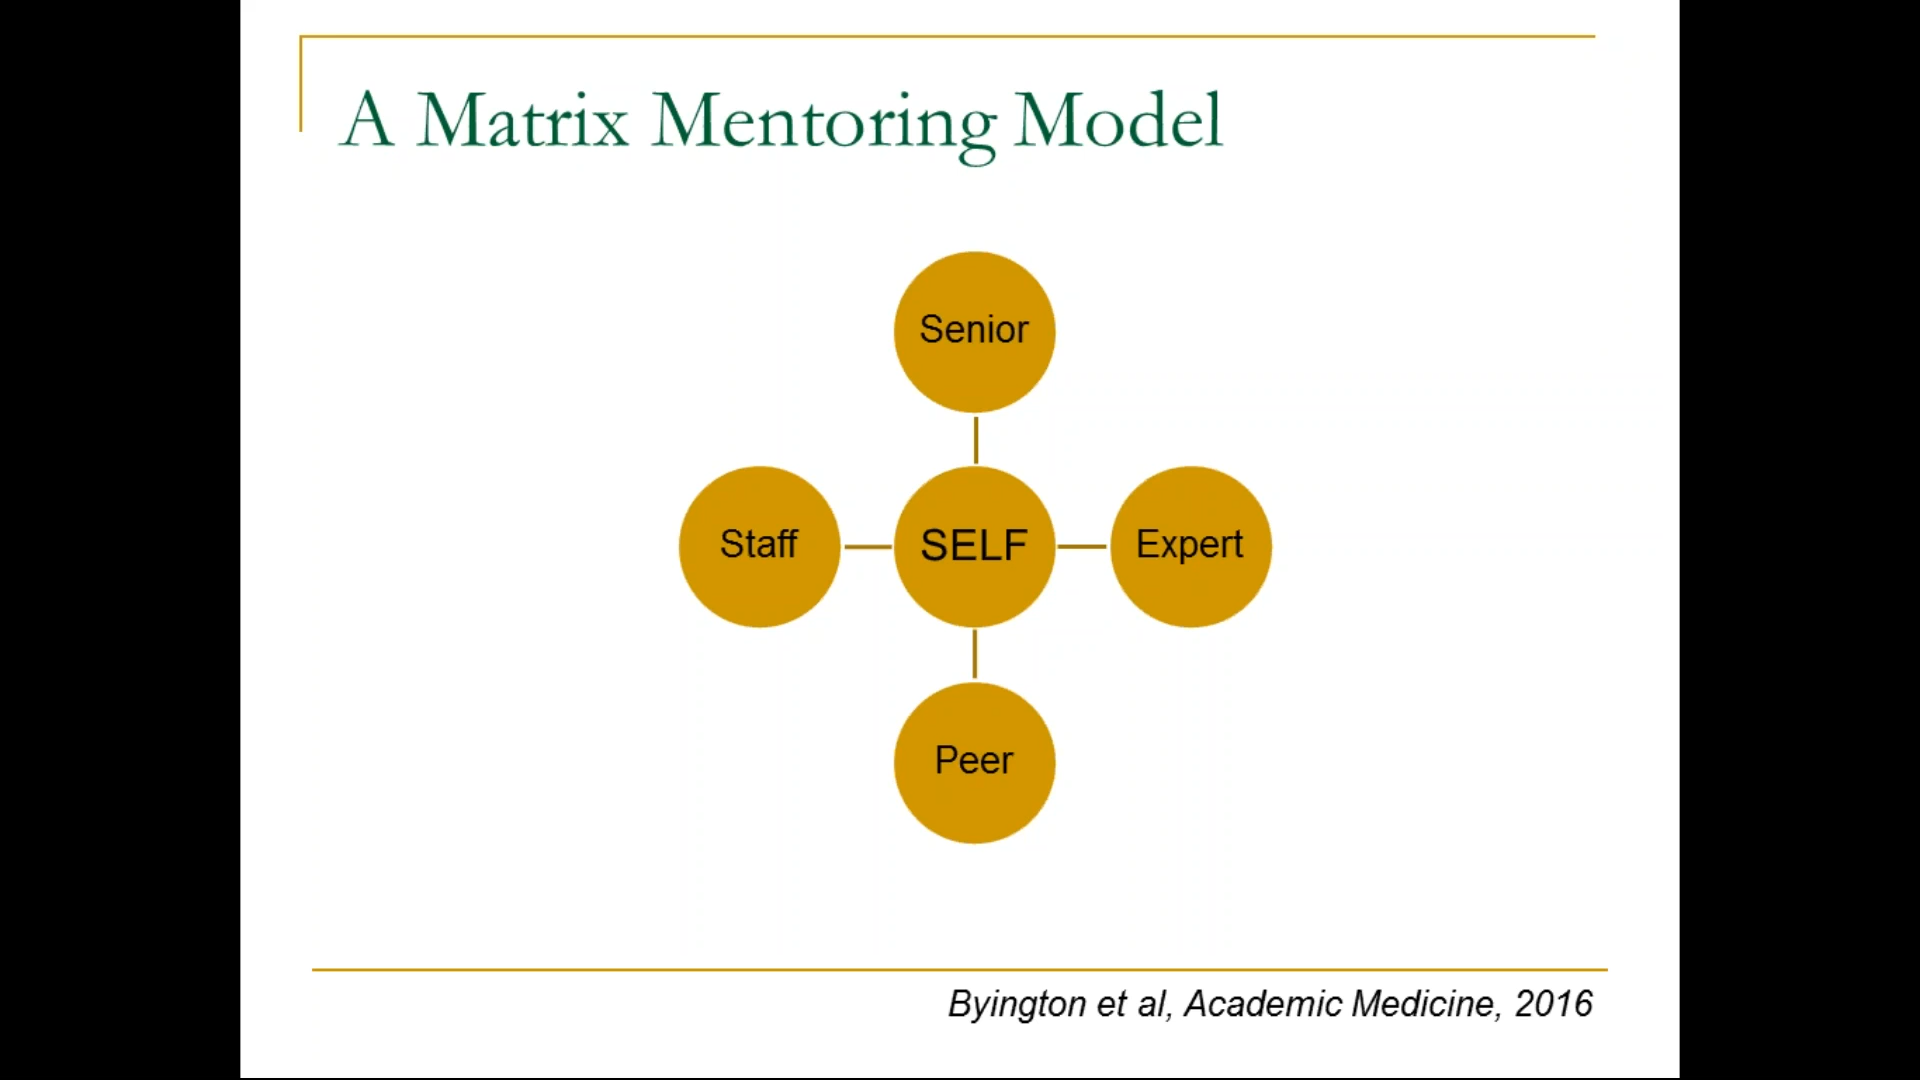 A Matrix Mentoring Model
Senior
Staff
SELF
Expert
Peer
Byington et al, Academic Medicine, 2016